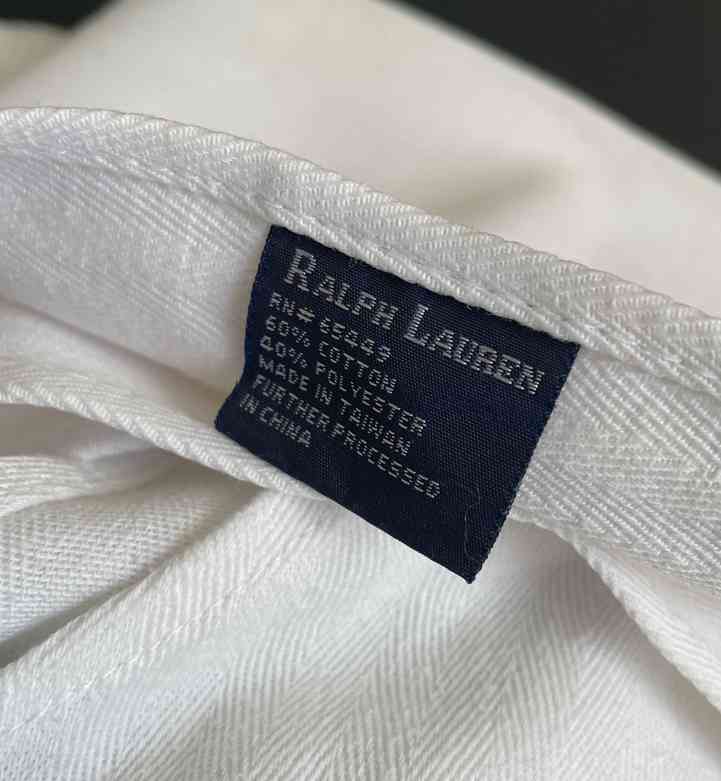 RALPH LAUREN
RN# 65449
60% COTTON
40% POLYESTER
MADE IN TAIWAN
FURTHER PROCESSED
IN CHINA